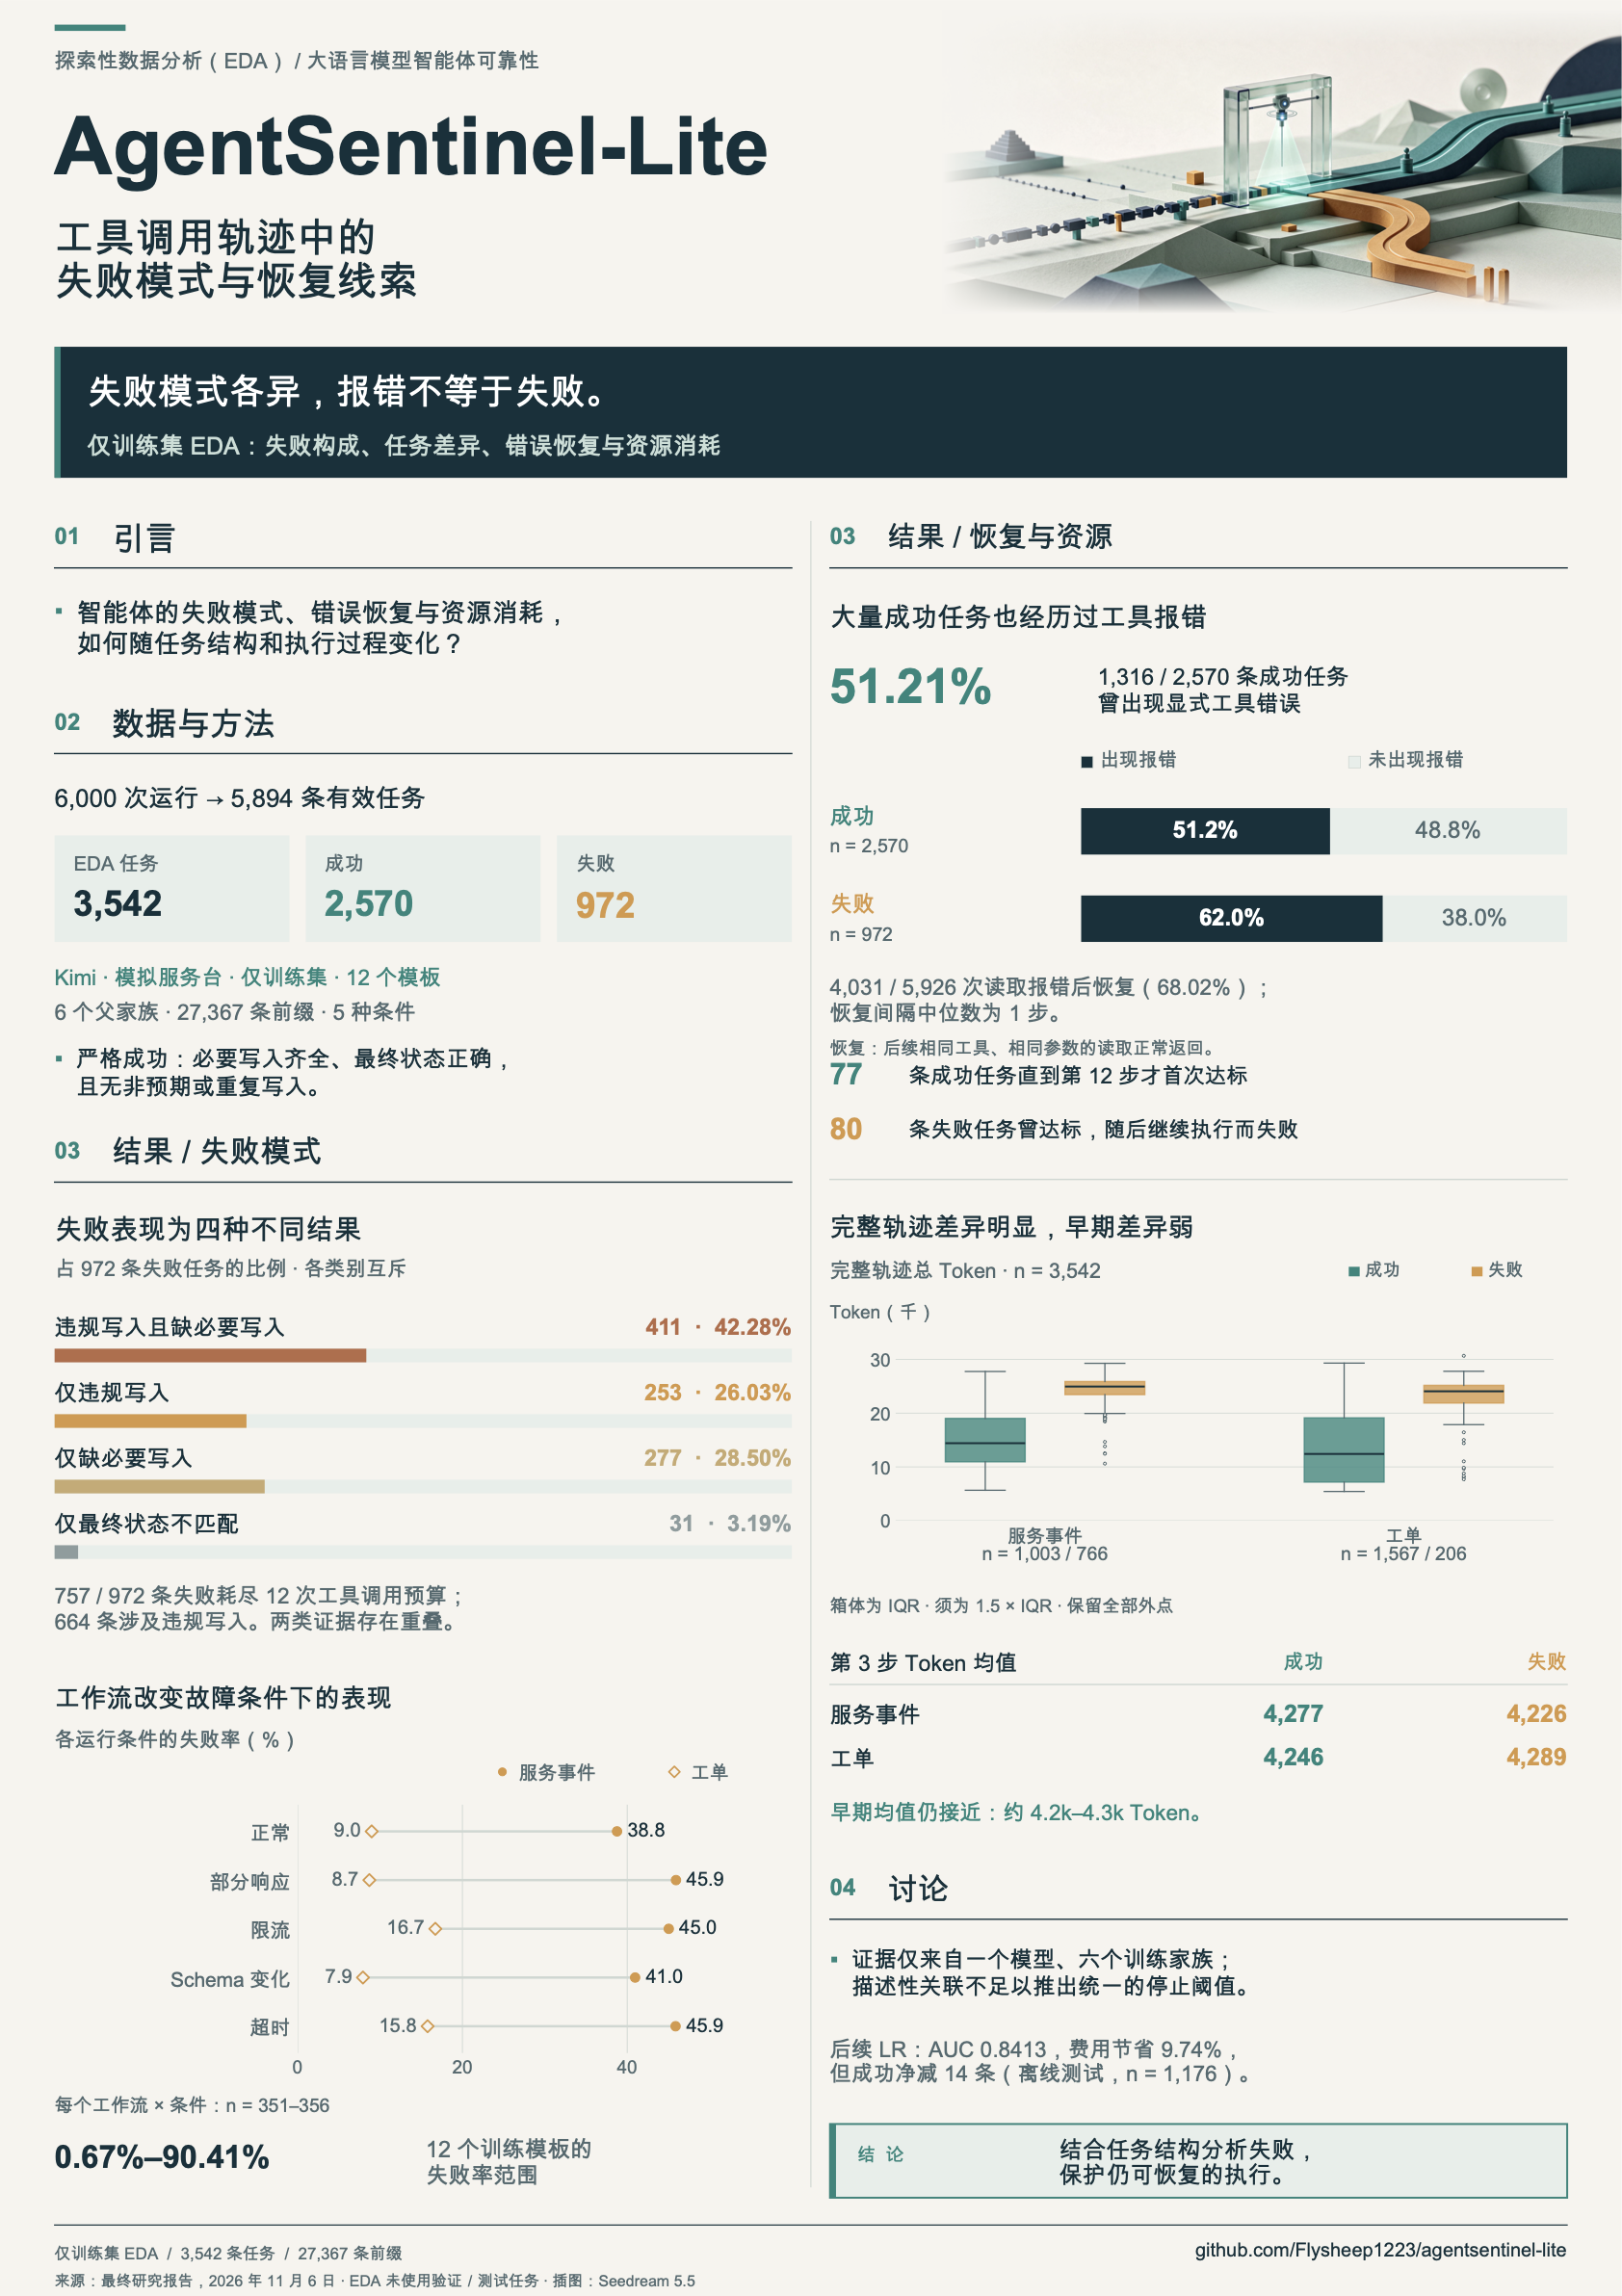 探索性数据分析（EDA）/ 大语言模型智能体可靠性
AgentSentinel-Lite
工具调用轨迹中的
失败模式与恢复线索
失败模式各异，报错不等于失败。
仅训练集 EDA：失败构成、任务差异、错误恢复与资源消耗
01 引言
▪ 智能体的失败模式、错误恢复与资源消耗，
如何随任务结构和执行过程变化？
02 数据与方法
6,000 次运行 → 5,894 条有效任务
EDA 任务 成功 失败
3,542 2,570 972
Kimi · 模拟服务台 · 仅训练集 · 12 个模板
6 个父家族 · 27,367 条前缀 · 5 种条件
▪ 严格成功：必要写入齐全、最终状态正确，
且无非预期或重复写入。
03 结果 / 失败模式
失败表现为四种不同结果
占 972 条失败任务的比例 · 各类别互斥
违规写入且缺必要写入 411 · 42.28%
仅违规写入 253 · 26.03%
仅缺必要写入 277 · 28.50%
仅最终状态不匹配 31 · 3.19%
757 / 972 条失败耗尽 12 次工具调用预算；
664 条涉及违规写入。两类证据存在重叠。
工作流改变故障条件下的表现
各运行条件的失败率（%）
服务事件 工单
正常 9.0 38.8
部分响应 8.7 45.9
限流 16.7 45.0
Schema 变化 7.9 41.0
超时 15.8 45.9
0 20 40
每个工作流 × 条件：n = 351–356
0.67%–90.41%
12 个训练模板的
失败率范围
03 结果 / 恢复与资源
大量成功任务也经历过工具报错
51.21%
1,316 / 2,570 条成功任务
曾出现显式工具错误
出现报错 未出现报错
成功
n = 2,570
51.2% 48.8%
失败
n = 972
62.0% 38.0%
4,031 / 5,926 次读取报错后恢复（68.02%）；
恢复间隔中位数为 1 步。
恢复：后续相同工具、相同参数的读取正常返回。
77 条成功任务直到第 12 步才首次达标
80 条失败任务曾达标，随后继续执行而失败
完整轨迹差异明显，早期差异弱
完整轨迹总 Token · n = 3,542
成功 失败
Token（千）
30
20
10
0
服务事件 工单
n = 1,003 / 766 n = 1,567 / 206
箱体为 IQR · 须为 1.5 × IQR · 保留全部外点
第 3 步 Token 均值 成功 失败
服务事件 4,277 4,226
工单 4,246 4,289
早期均值仍接近：约 4.2k–4.3k Token。
04 讨论
▪ 证据仅来自一个模型、六个训练家族；
描述性关联不足以推出统一的停止阈值。
后续 LR：AUC 0.8413，费用节省 9.74%，
但成功净减 14 条（离线测试，n = 1,176）。
结 论
结合任务结构分析失败，
保护仍可恢复的执行。
仅训练集 EDA / 3,542 条任务 / 27,367 条前缀
来源：最终研究报告，2026 年 11 月 6 日 · EDA 未使用验证 / 测试任务 · 插图：Seedream 5.5
github.com/Flysheep1223/agentsentinel-lite